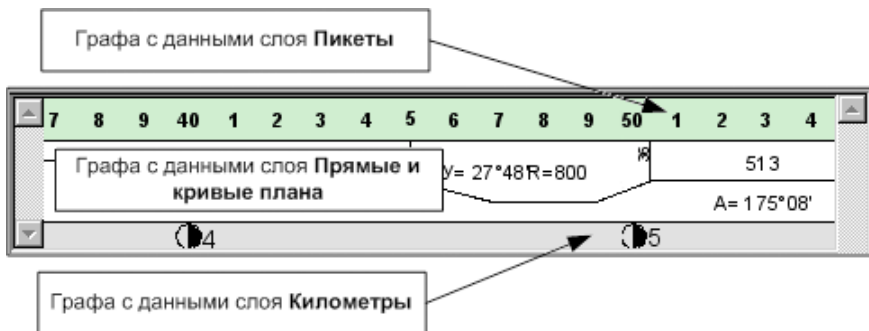 Графа с данными слоя Пикеты
7 8 9 40 1 2 3 4 5 6 7 8 9 50 1 2 3 4
Графа с данными слоя Прямые и
кривые плана
У= 27°48'R=800
513
A= 175°08'
4 5
Графа с данными слоя Километры